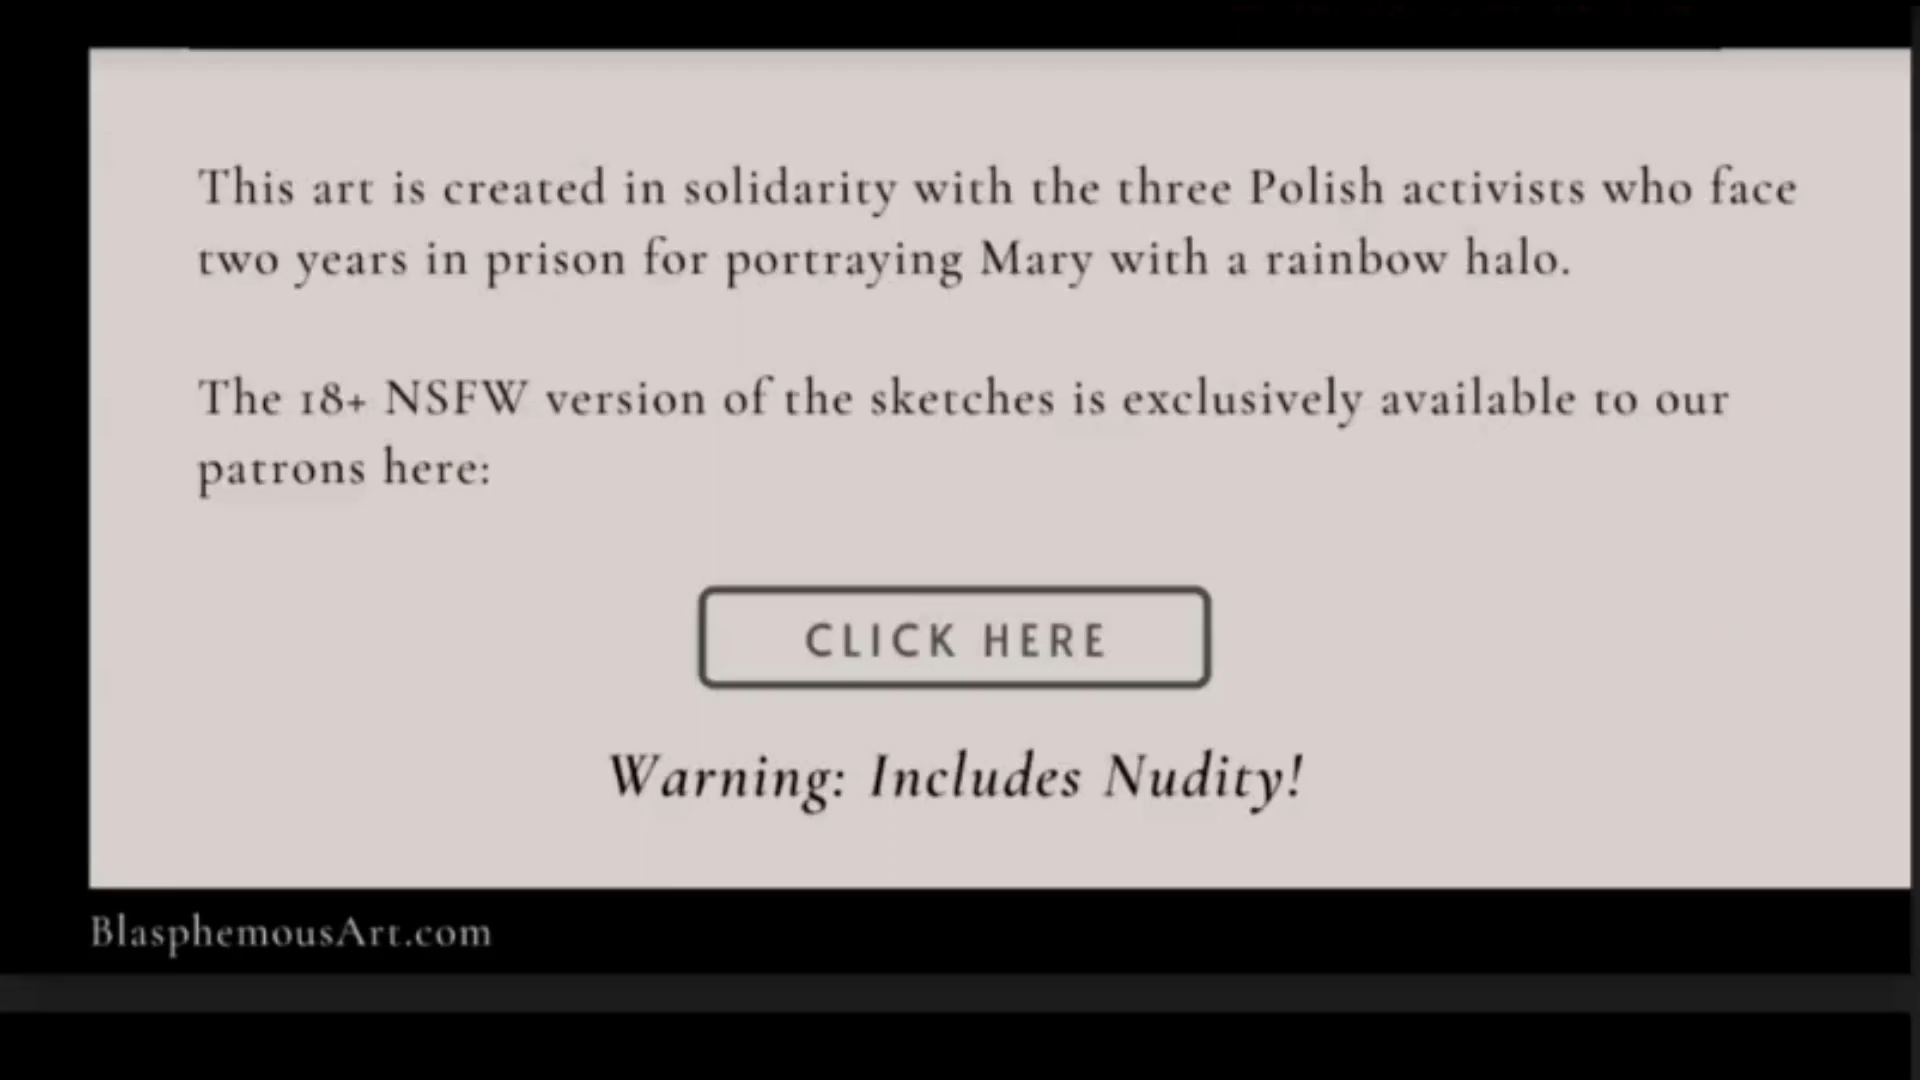 This art is created in solidarity with the three Polish activists who face
two years in prison for portraying Mary with a rainbow halo.
The 18+ NSFW version of the sketches is exclusively available to our
patrons here:
CLICK HERE
Warning: Includes Nudity!
BlasphemousArt.com